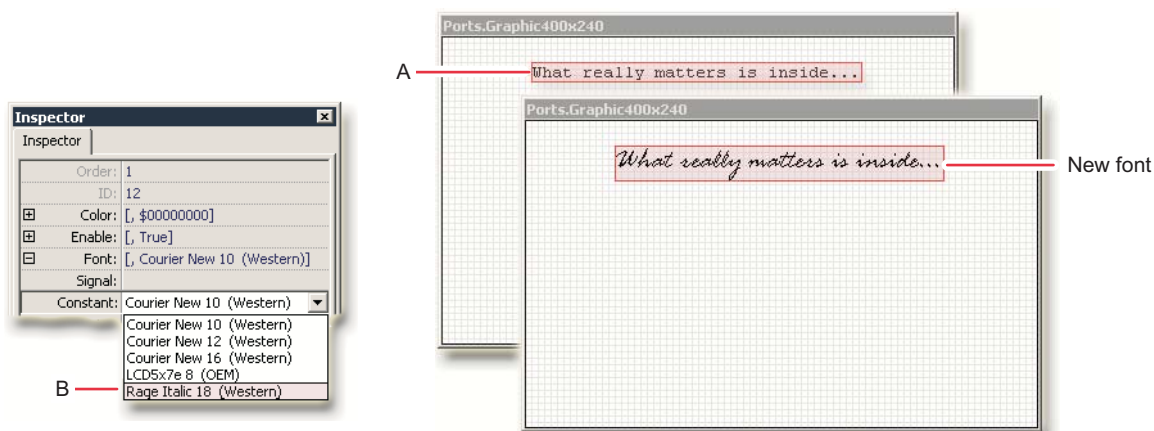 Ports.Graphic400x240
A
What really matters is inside...
Ports.Graphic400x240
What really matters is inside...
New font
Inspector
Inspector
Order: 1
ID: 12
Color: [, $00000000]
Enable: [, True]
Font: [, Courier New 10 (Western)]
Signal:
Constant: Courier New 10 (Western)
Courier New 10 (Western)
Courier New 12 (Western)
Courier New 16 (Western)
LCD5x7e 8 (OEM)
B
Rage Italic 18 (Western)